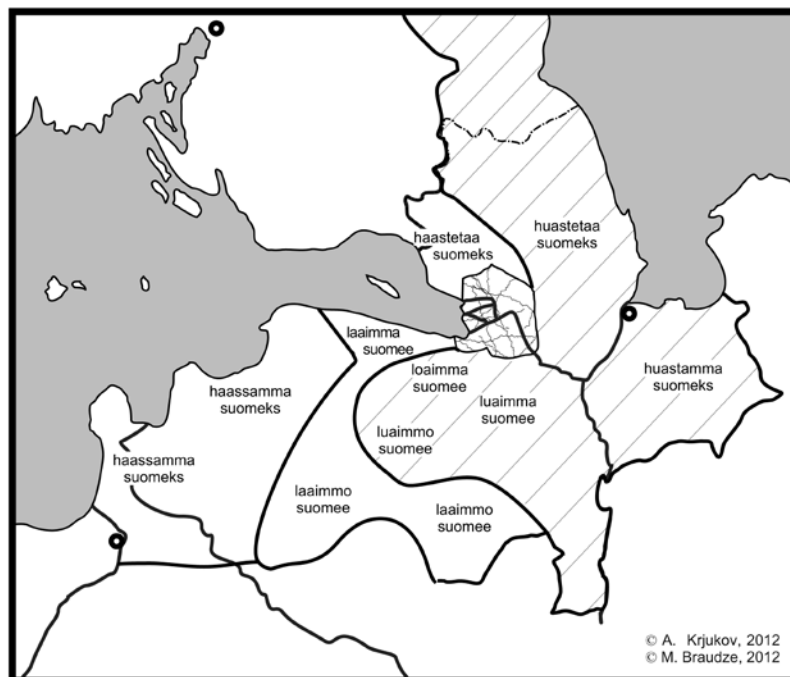 haastetaa
suomeks
huastetaa
suomeks
laaimma
suomee
loaimma
suomee
luaimma
suomee
huastamma
suomeks
haassamma
suomeks
luaimmo
suomee
haassamma
suomeks
laaimmo
suomee
laaimmo
suomee
© A. Krjukov, 2012
© M. Braudze, 2012